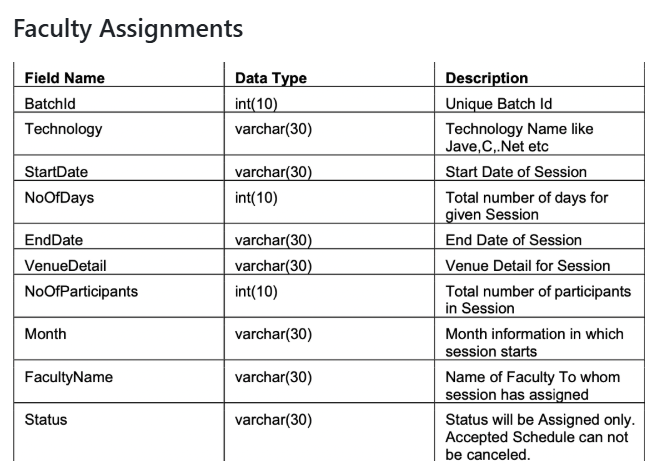 Faculty Assignments
Field Name Data Type Description
BatchId int(10) Unique Batch Id
Technology varchar(30) Technology Name like
Jave,C,.Net etc
StartDate varchar(30) Start Date of Session
NoOfDays int(10) Total number of days for
given Session
EndDate varchar(30) End Date of Session
VenueDetail varchar(30) Venue Detail for Session
NoOfParticipants int(10) Total number of participants
in Session
Month varchar(30) Month information in which
session starts
FacultyName varchar(30) Name of Faculty To whom
session has assigned
Status varchar(30) Status will be Assigned only.
Accepted Schedule can not
be canceled.